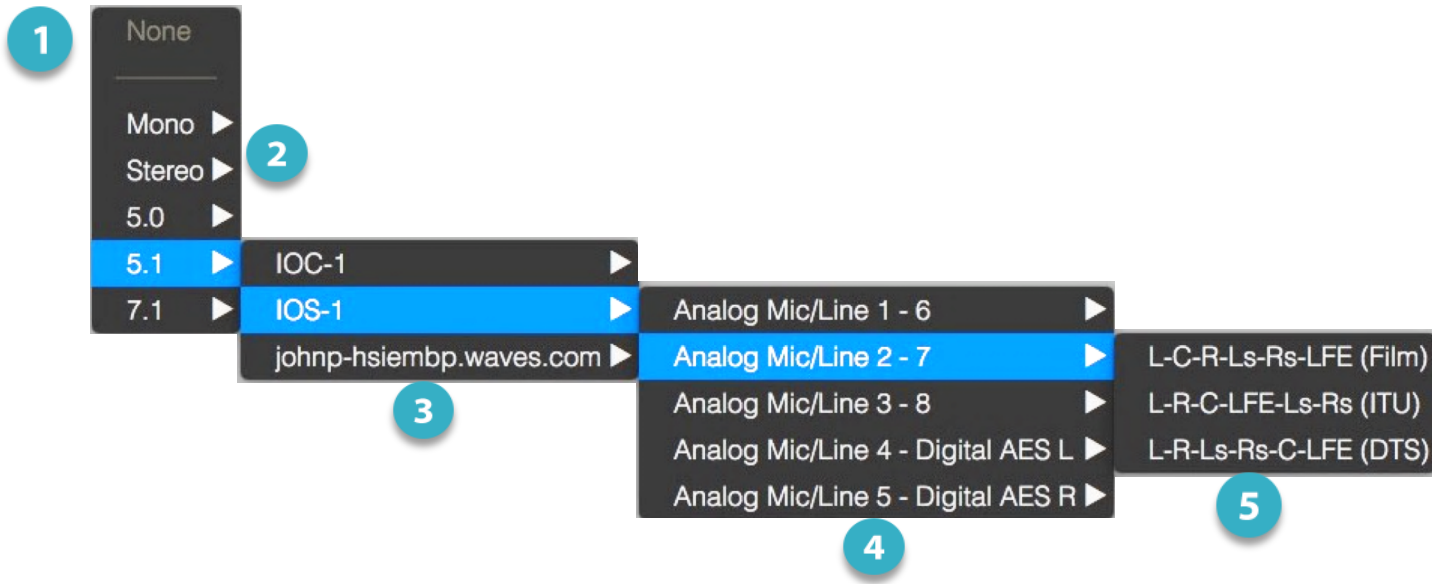 1
None
Mono
Stereo
2
5.0
5.1
7.1
IOC-1
IOS-1
johnp-hsiembp.waves.com
3
Analog Mic/Line 1 - 6
Analog Mic/Line 2 - 7
Analog Mic/Line 3 - 8
Analog Mic/Line 4 - Digital AES L
Analog Mic/Line 5 - Digital AES R
4
L-C-R-Ls-Rs-LFE (Film)
L-R-C-LFE-Ls-Rs (ITU)
L-R-Ls-Rs-C-LFE (DTS)
5